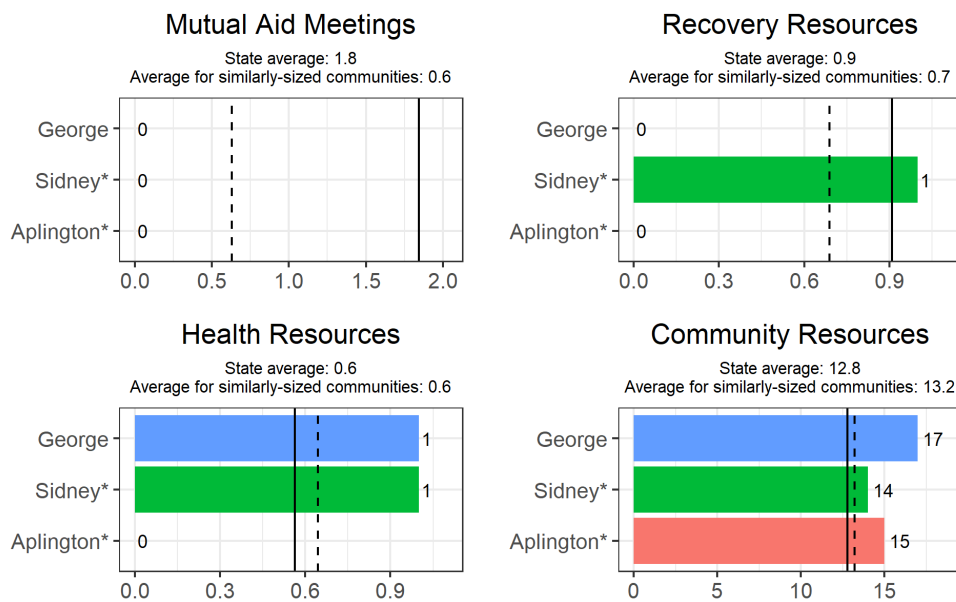 Mutual Aid Meetings
State average: 1.8
Average for similarly-sized communities: 0.6
George
0
Sidney*
0
Aplington*
0
0.0 0.5 1.0 1.5 2.0
Recovery Resources
State average: 0.9
Average for similarly-sized communities: 0.7
George
0
Sidney*
1
Aplington*
0
0.0 0.3 0.6 0.9
Health Resources
State average: 0.6
Average for similarly-sized communities: 0.6
George
1
Sidney*
1
Aplington*
0
0.0 0.3 0.6 0.9
Community Resources
State average: 12.8
Average for similarly-sized communities: 13.2
George
17
Sidney*
14
Aplington*
15
0 5 10 15